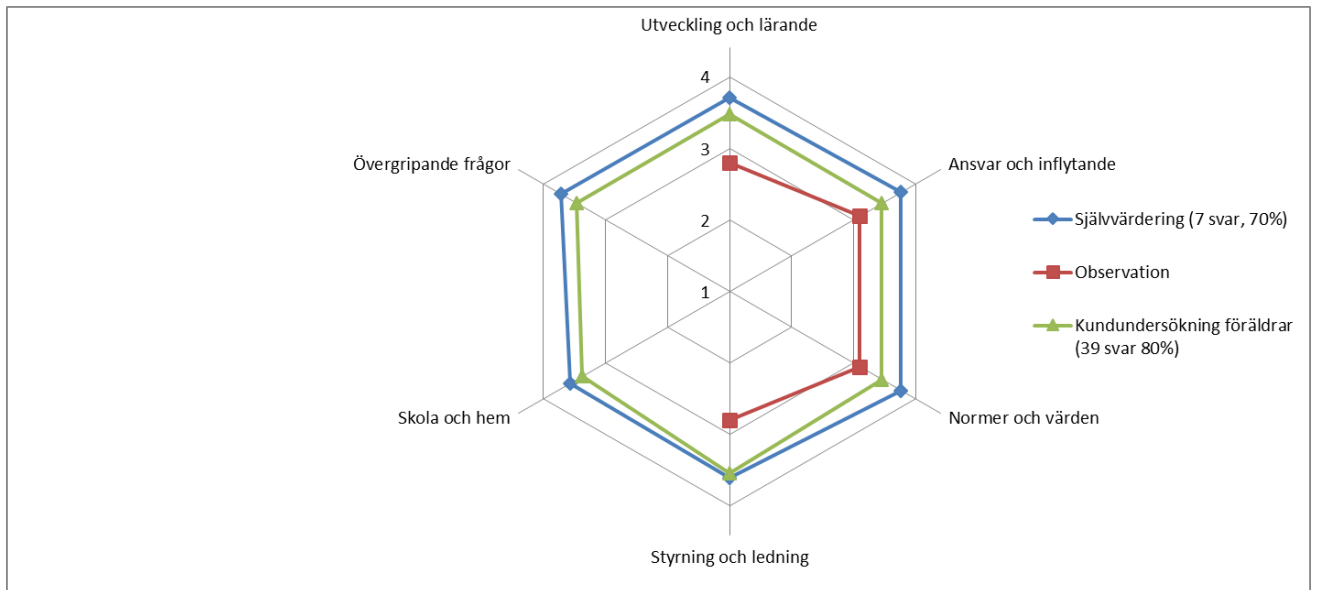 Utveckling och lärande
4
3
2
1
Övergripande frågor
Ansvar och inflytande
Skola och hem
Normer och värden
Styrning och ledning
Självvärdering (7 svar, 70%)
Observation
Kundundersökning föräldrar
(39 svar 80%)